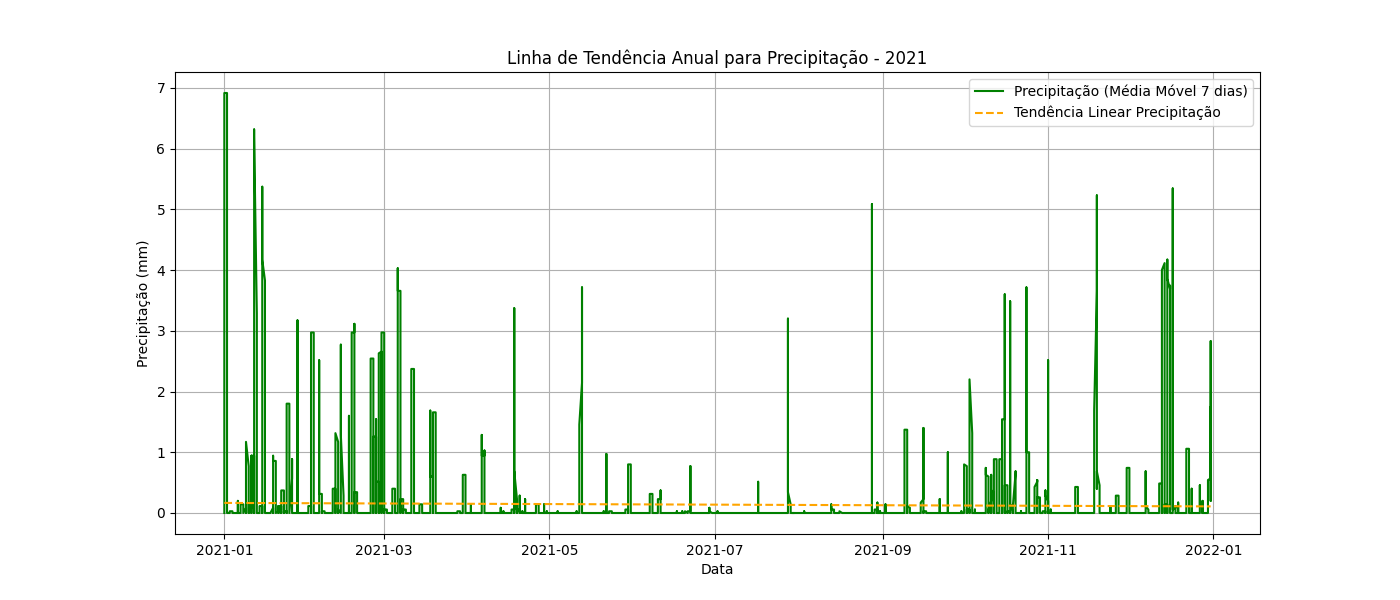 Linha de Tendência Anual para Precipitação - 2021
Precipitação (Média Móvel 7 dias)
Tendência Linear Precipitação
Precipitação (mm)
7
6
5
4
3
2
1
0
2021-01 2021-03 2021-05 2021-07 2021-09 2021-11 2022-01
Data